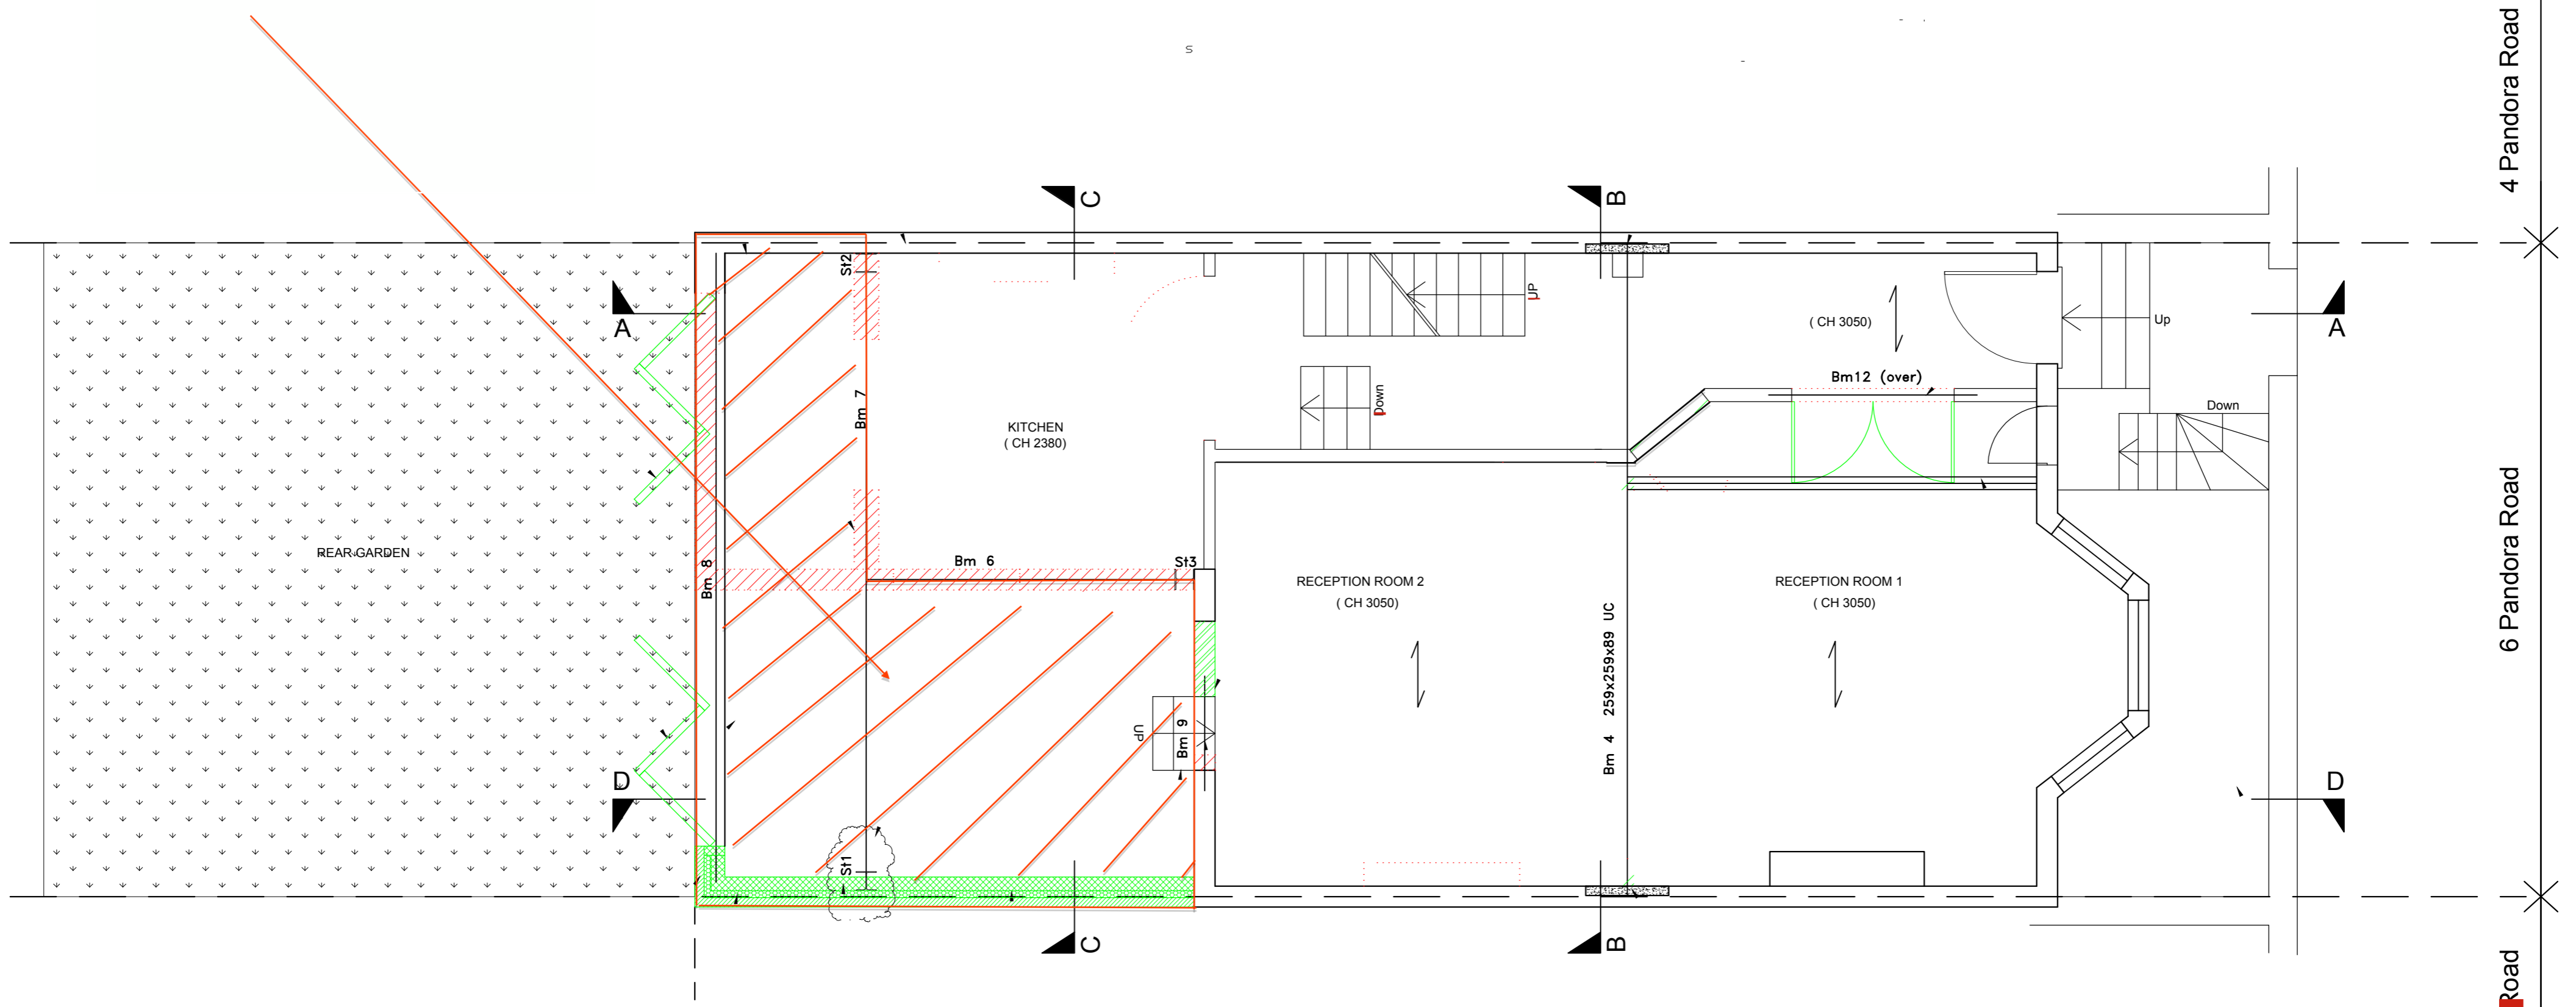 4 Pandora Road
S
C
B
St2
UP
( CH 3050)
Up
A
A
Bm12 (over)
Down
Down
Bm 7
KITCHEN
( CH 2380)
6 Pandora Road
REAR GARDEN
Bm 8
Bm 6
St3
RECEPTION ROOM 2
( CH 3050)
RECEPTION ROOM 1
( CH 3050)
Bm 4 259x259x89 UC
UP
Bm 9
D
D
St1
C
B
Road